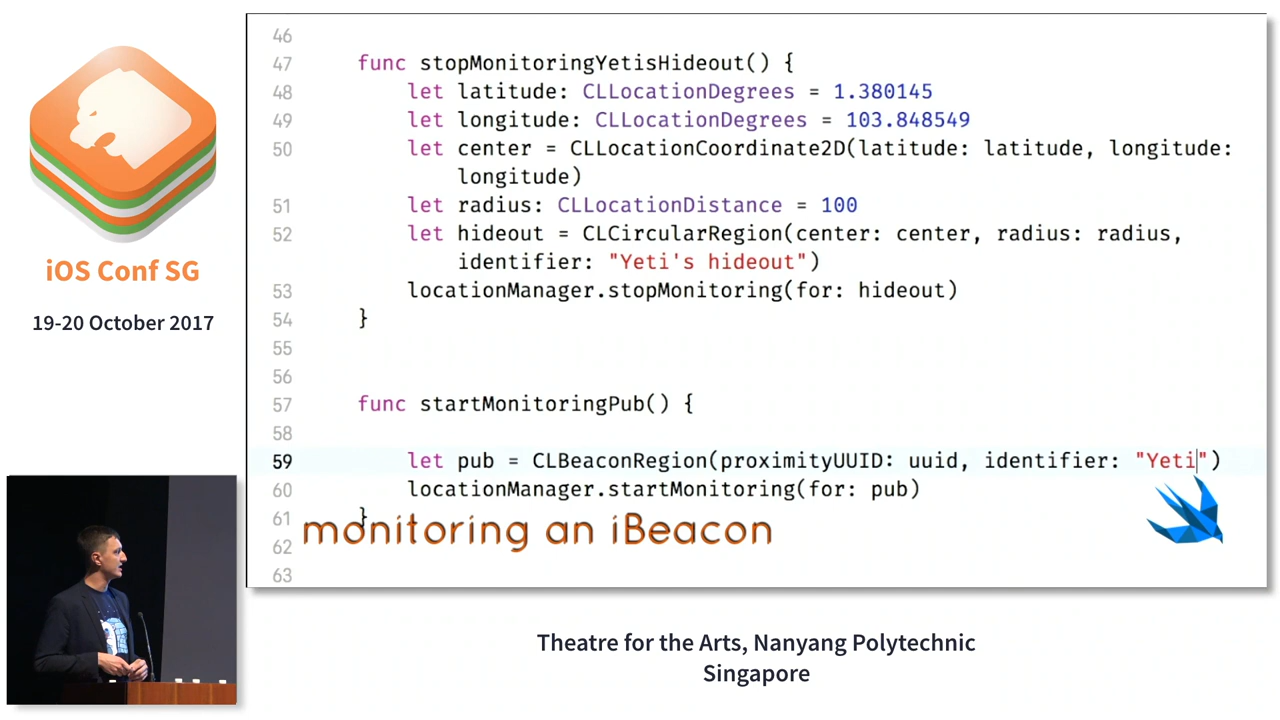 iOS Conf SG
19-20 October 2017
46
47 func stopMonitoringYetisHideout() {
48 let latitude: CLLocationDegrees = 1.380145
49 let longitude: CLLocationDegrees = 103.848549
50 let center = CLLocationCoordinate2D(latitude: latitude, longitude:
longitude)
51 let radius: CLLocationDistance = 100
52 let hideout = CLCircularRegion(center: center, radius: radius,
identifier: "Yeti's hideout")
53 locationManager.stopMonitoring(for: hideout)
54 }
55
56
57 func startMonitoringPub() {
58
59 let pub = CLBeaconRegion(proximityUUID: uuid, identifier: "Yeti")
60 locationManager.startMonitoring(for: pub)
61 }
monitoring an iBeacon
62
63
Theatre for the Arts, Nanyang Polytechnic
Singapore